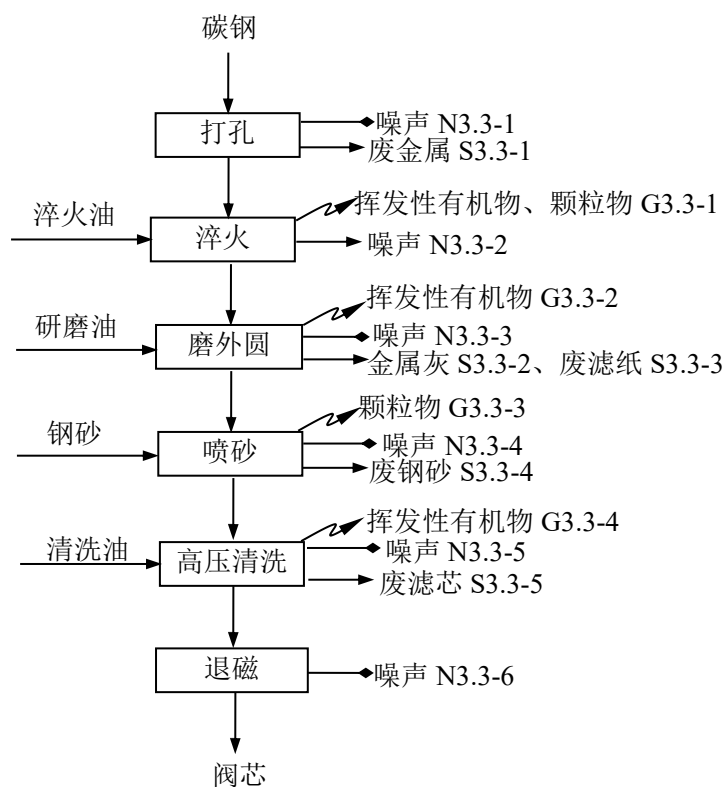 碳钢
打孔
噪声 N3.3-1
废金属 S3.3-1
淬火油
淬火
挥发性有机物、颗粒物 G3.3-1
噪声 N3.3-2
研磨油
磨外圆
挥发性有机物 G3.3-2
噪声 N3.3-3
金属灰 S3.3-2、废滤纸 S3.3-3
钢砂
喷砂
颗粒物 G3.3-3
噪声 N3.3-4
废钢砂 S3.3-4
清洗油
高压清洗
挥发性有机物 G3.3-4
噪声 N3.3-5
废滤芯 S3.3-5
退磁
噪声 N3.3-6
阀芯